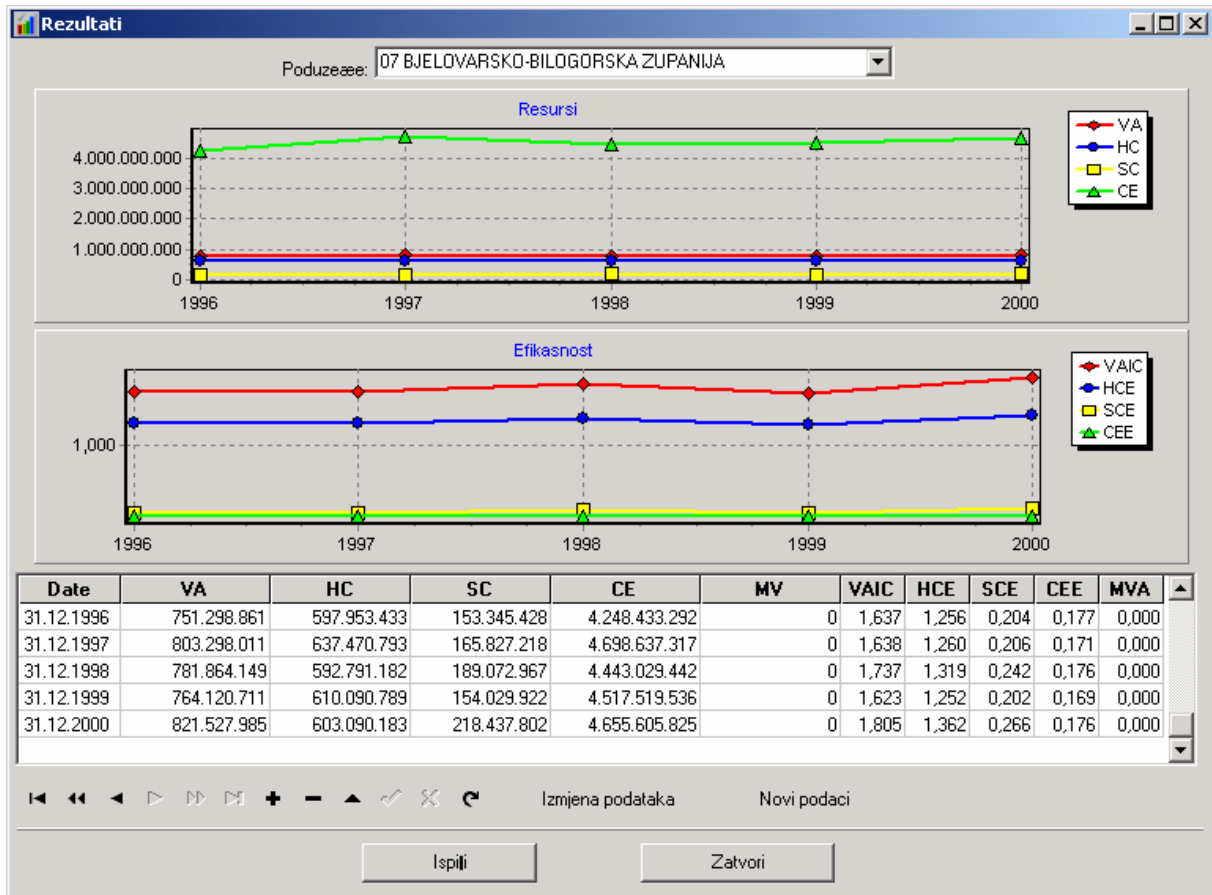 Rezultati
Poduzeæe: 07 BJELOVARSKO-BILOGORSKA ZUPANIJA
Resursi
4.000.000.000
3.000.000.000
2.000.000.000
1.000.000.000
0
1996 1997 1998 1999 2000
VA
HC
SC
CE
Efikasnost
1,000
1996 1997 1998 1999 2000
VAIC
HCE
SCE
CEE
Date VA HC SC CE MV VAIC HCE SCE CEE MVA
31.12.1996 751.298.861 597.953.433 153.345.428 4.248.433.292 0 1,637 1,256 0,204 0,177 0,000
31.12.1997 803.298.011 637.470.793 165.827.218 4.698.637.317 0 1,638 1,260 0,206 0,171 0,000
31.12.1998 781.864.149 592.791.182 189.072.967 4.443.029.442 0 1,737 1,319 0,242 0,176 0,000
31.12.1999 764.120.711 610.090.789 154.029.922 4.517.519.536 0 1,623 1,252 0,202 0,169 0,000
31.12.2000 821.527.985 603.090.183 218.437.802 4.655.605.825 0 1,805 1,362 0,266 0,176 0,000
Izmjena podataka Novi podaci
Ispiši Zatvori